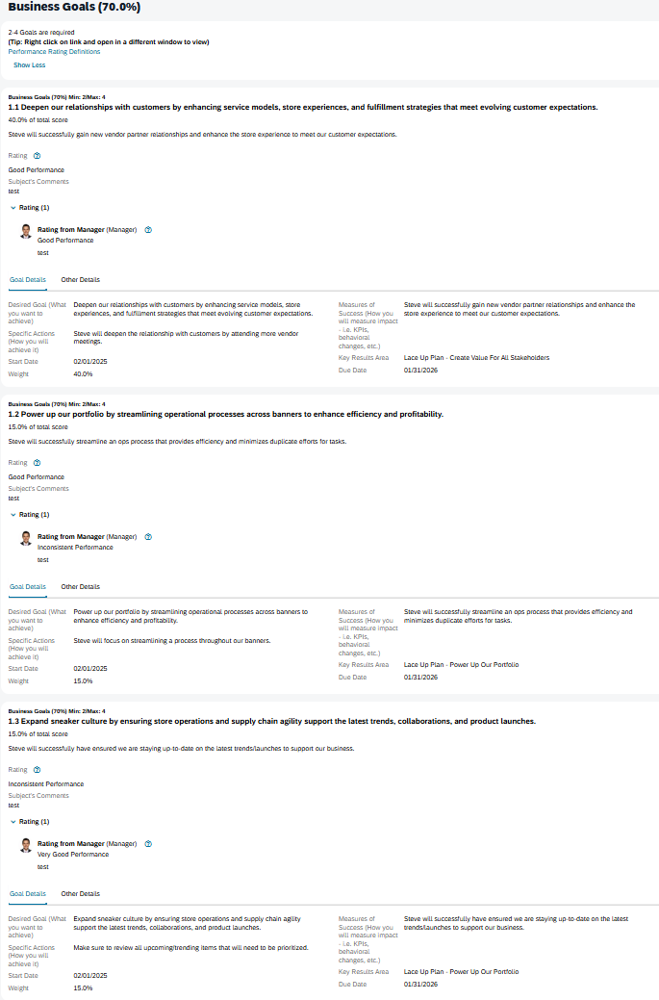 Business Goals (70.0%)
2-4 Goals are required
(Tip: Right click on link and open in a different window to view)
Performance Rating Definitions
Show Less
Business Goals (70%) Min: 2/Max: 4
1.1 Deepen our relationships with customers by enhancing service models, store experiences, and fulfillment strategies that meet evolving customer expectations.
40.0% of total score
Steve will successfully gain new vendor partner relationships and enhance the store experience to meet our customer expectations.
Rating
Good Performance
Subject's Comments
test
Rating (1)
Rating from Manager (Manager)
Good Performance
test
Goal Details Other Details
Desired Goal (What
you want to
achieve)
Deepen our relationships with customers by enhancing service models, store
experiences, and fulfillment strategies that meet evolving customer expectations.
Specific Actions
(How you will
achieve it)
Steve will deepen the relationship with customers by attending more vendor
meetings.
Start Date 02/01/2025
Weight 40.0%
Measures of
Success (How you
will measure impact
- i.e. KPIs,
behavioral
changes, etc.)
Steve will successfully gain new vendor partner relationships and enhance the
store experience to meet our customer expectations.
Key Results Area Lace Up Plan - Create Value For All Stakeholders
Due Date 01/31/2026
Business Goals (70%) Min: 2/Max: 4
1.2 Power up our portfolio by streamlining operational processes across banners to enhance efficiency and profitability.
15.0% of total score
Steve will successfully streamline an ops process that provides efficiency and minimizes duplicate efforts for tasks.
Rating
Good Performance
Subject's Comments
test
Rating (1)
Rating from Manager (Manager)
Inconsistent Performance
test
Goal Details Other Details
Desired Goal (What
you want to
achieve)
Power up our portfolio by streamlining operational processes across banners to
enhance efficiency and profitability.
Specific Actions
(How you will
achieve it)
Steve will focus on streamlining a process throughout our banners.
Start Date 02/01/2025
Weight 15.0%
Measures of
Success (How you
will measure impact
- i.e. KPIs,
behavioral
changes, etc.)
Steve will successfully streamline an ops process that provides efficiency and
minimizes duplicate efforts for tasks.
Key Results Area Lace Up Plan - Power Up Our Portfolio
Due Date 01/31/2026
Business Goals (70%) Min: 2/Max: 4
1.3 Expand sneaker culture by ensuring store operations and supply chain agility support the latest trends, collaborations, and product launches.
15.0% of total score
Steve will successfully have ensured we are staying up-to-date on the latest trends/launches to support our business.
Rating
Inconsistent Performance
Subject's Comments
test
Rating (1)
Rating from Manager (Manager)
Very Good Performance
test
Goal Details Other Details
Desired Goal (What
you want to
achieve)
Expand sneaker culture by ensuring store operations and supply chain agility
support the latest trends, collaborations, and product launches.
Specific Actions
(How you will
achieve it)
Make sure to review all upcoming/trending items that will need to be prioritized.
Start Date 02/01/2025
Weight 15.0%
Measures of
Success (How you
will measure impact
- i.e. KPIs,
behavioral
changes, etc.)
Steve will successfully have ensured we are staying up-to-date on the latest
trends/launches to support our business.
Key Results Area Lace Up Plan - Power Up Our Portfolio
Due Date 01/31/2026